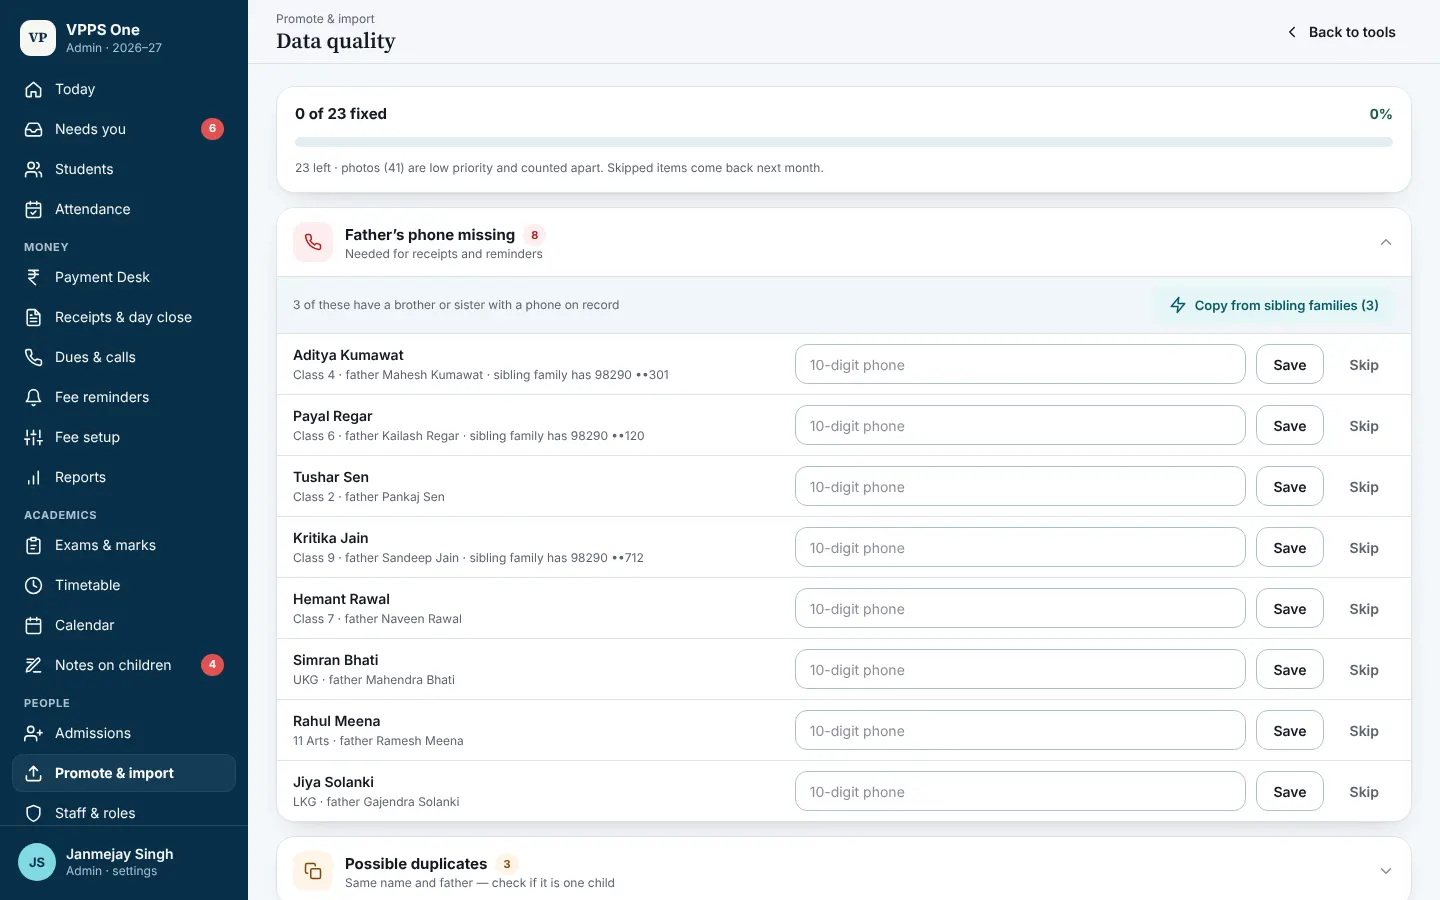 VP
VPPS One
Admin · 2026–27
Today
Needs you 6
Students
Attendance
MONEY
Payment Desk
Receipts & day close
Dues & calls
Fee reminders
Fee setup
Reports
ACADEMICS
Exams & marks
Timetable
Calendar
Notes on children 4
PEOPLE
Admissions
Promote & import
Staff & roles
JS
Janmejay Singh
Admin · settings
Promote & import
Data quality
Back to tools
0 of 23 fixed 0%
23 left · photos (41) are low priority and counted apart. Skipped items come back next month.
Father’s phone missing 8
Needed for receipts and reminders
3 of these have a brother or sister with a phone on record
Copy from sibling families (3)
Aditya Kumawat
Class 4 · father Mahesh Kumawat · sibling family has 98290 ••301
10-digit phone Save Skip
Payal Regar
Class 6 · father Kailash Regar · sibling family has 98290 ••120
10-digit phone Save Skip
Tushar Sen
Class 2 · father Pankaj Sen
10-digit phone Save Skip
Kritika Jain
Class 9 · father Sandeep Jain · sibling family has 98290 ••712
10-digit phone Save Skip
Hemant Rawal
Class 7 · father Naveen Rawal
10-digit phone Save Skip
Simran Bhati
UKG · father Mahendra Bhati
10-digit phone Save Skip
Rahul Meena
11 Arts · father Ramesh Meena
10-digit phone Save Skip
Jiya Solanki
LKG · father Gajendra Solanki
10-digit phone Save Skip
Possible duplicates 3
Same name and father — check if it is one child